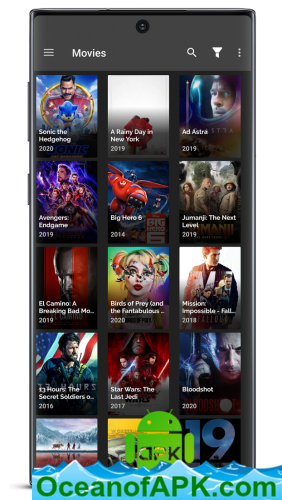 Movies
Sonic the
Hedgehog
2020
A Rainy Day in
New York
2019
Ad Astra
2019
Avengers:
Endgame
2019
Big Hero 6
2014
Jumanji: The Next
Level
2019
El Camino: A
Breaking Bad Mo...
2019
Birds of Prey (and
the Fantabulous ...
2020
Mission:
Impossible - Fall...
2018
13 Hours: The
Secret Soldiers o...
2016
Star Wars: The
Last Jedi
2017
Bloodshot
2020
19
APK
OceanofAPK.com